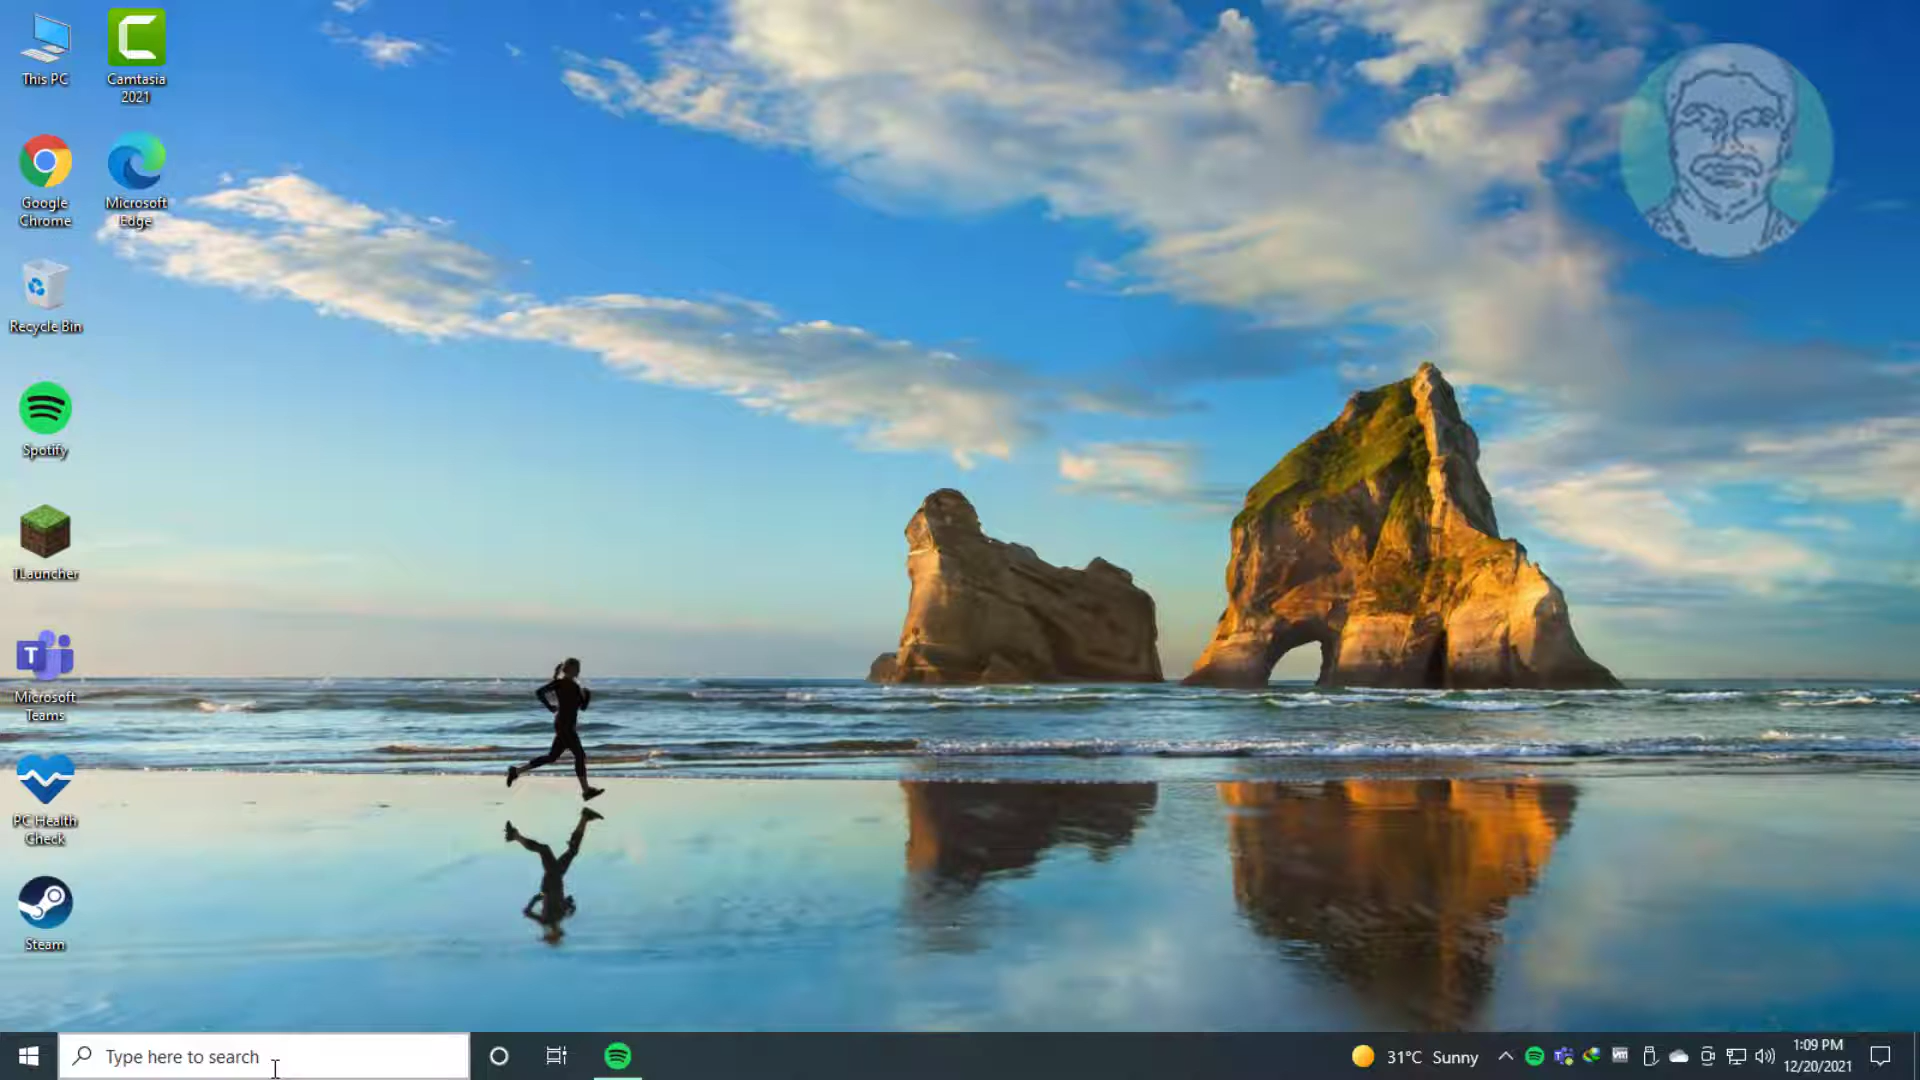 This PC
Camtasia
2021
Google
Chrome
Microsoft
Edge
Recycle Bin
Spotify
TLauncher
T
Microsoft
Teams
PC Health
Check
Steam
Type here to search
31°C Sunny
vm
1:09 PM
12/20/2021